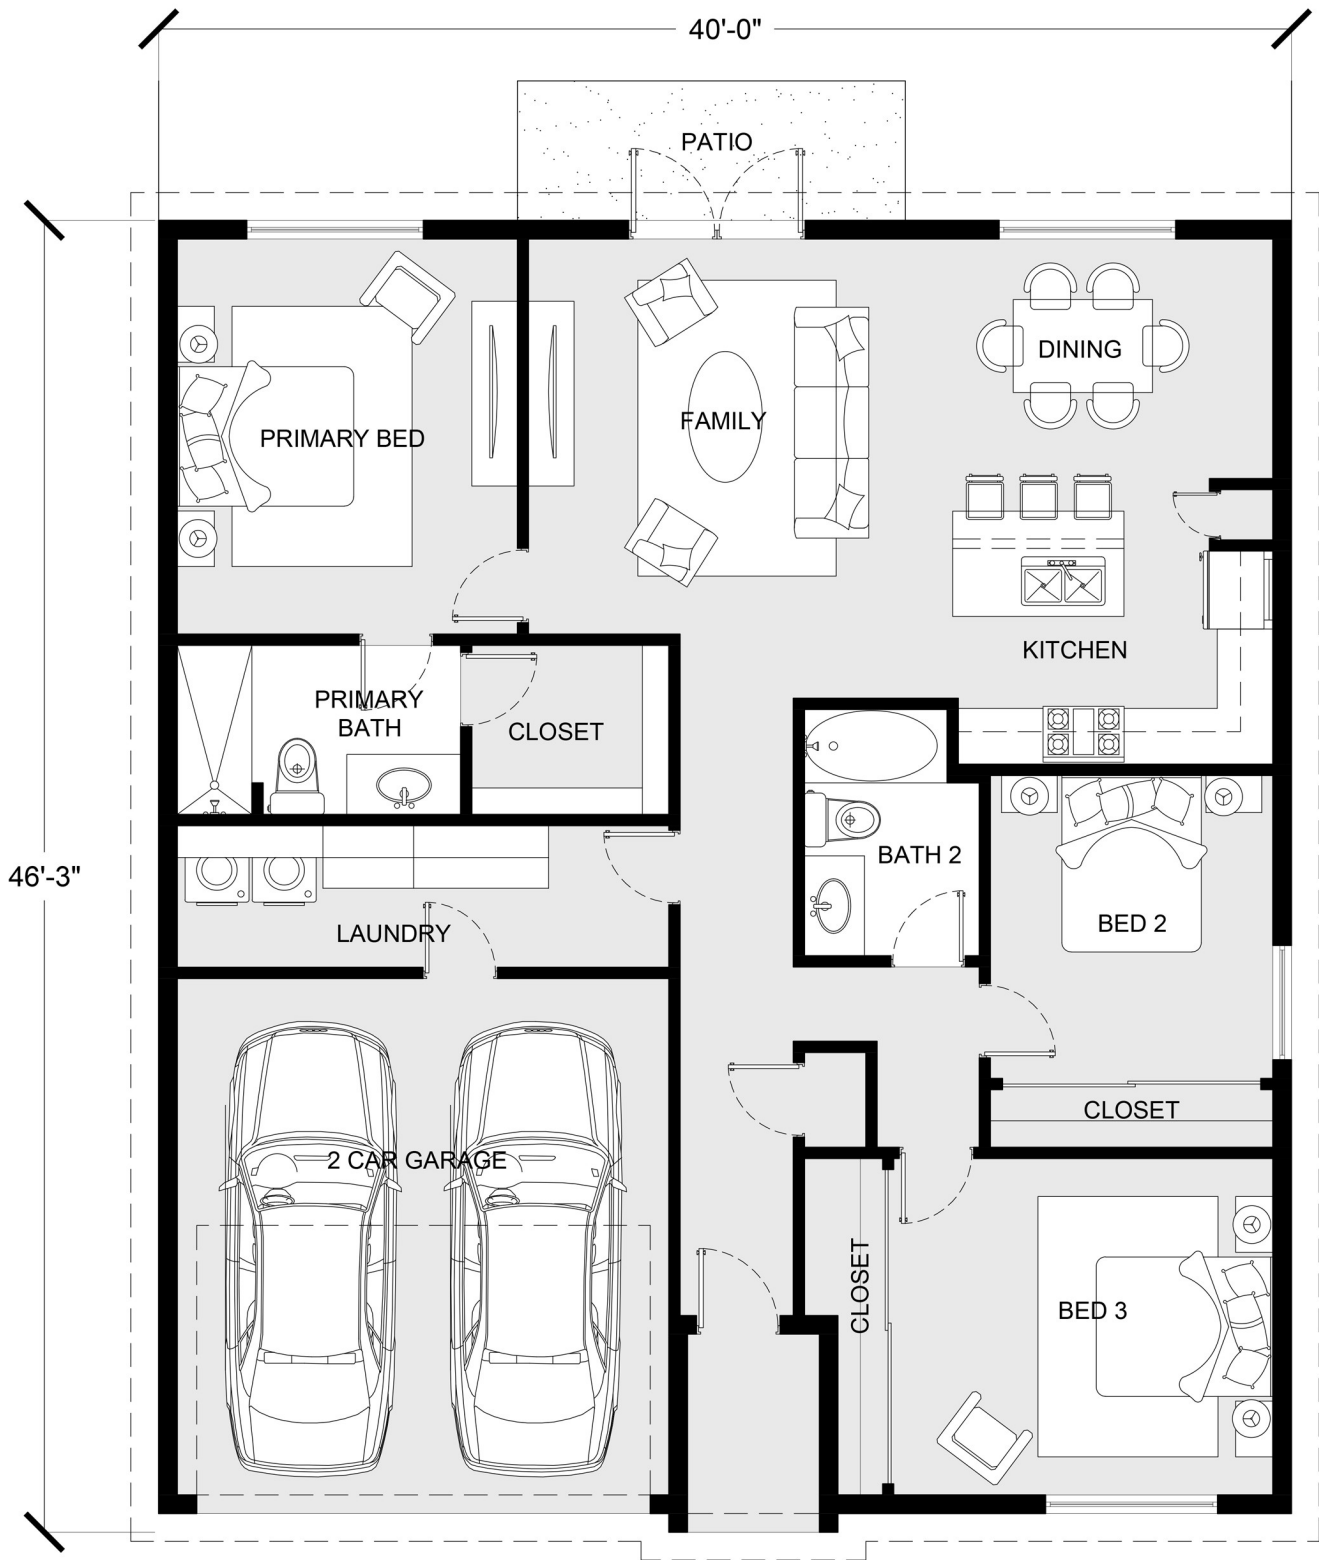 40'-0"
PATIO
DINING
FAMILY
PRIMARY BED
KITCHEN
PRIMARY
BATH
CLOSET
BATH 2
46'-3"
BED 2
LAUNDRY
CLOSET
2 CAR GARAGE
CLOSET
BED 3